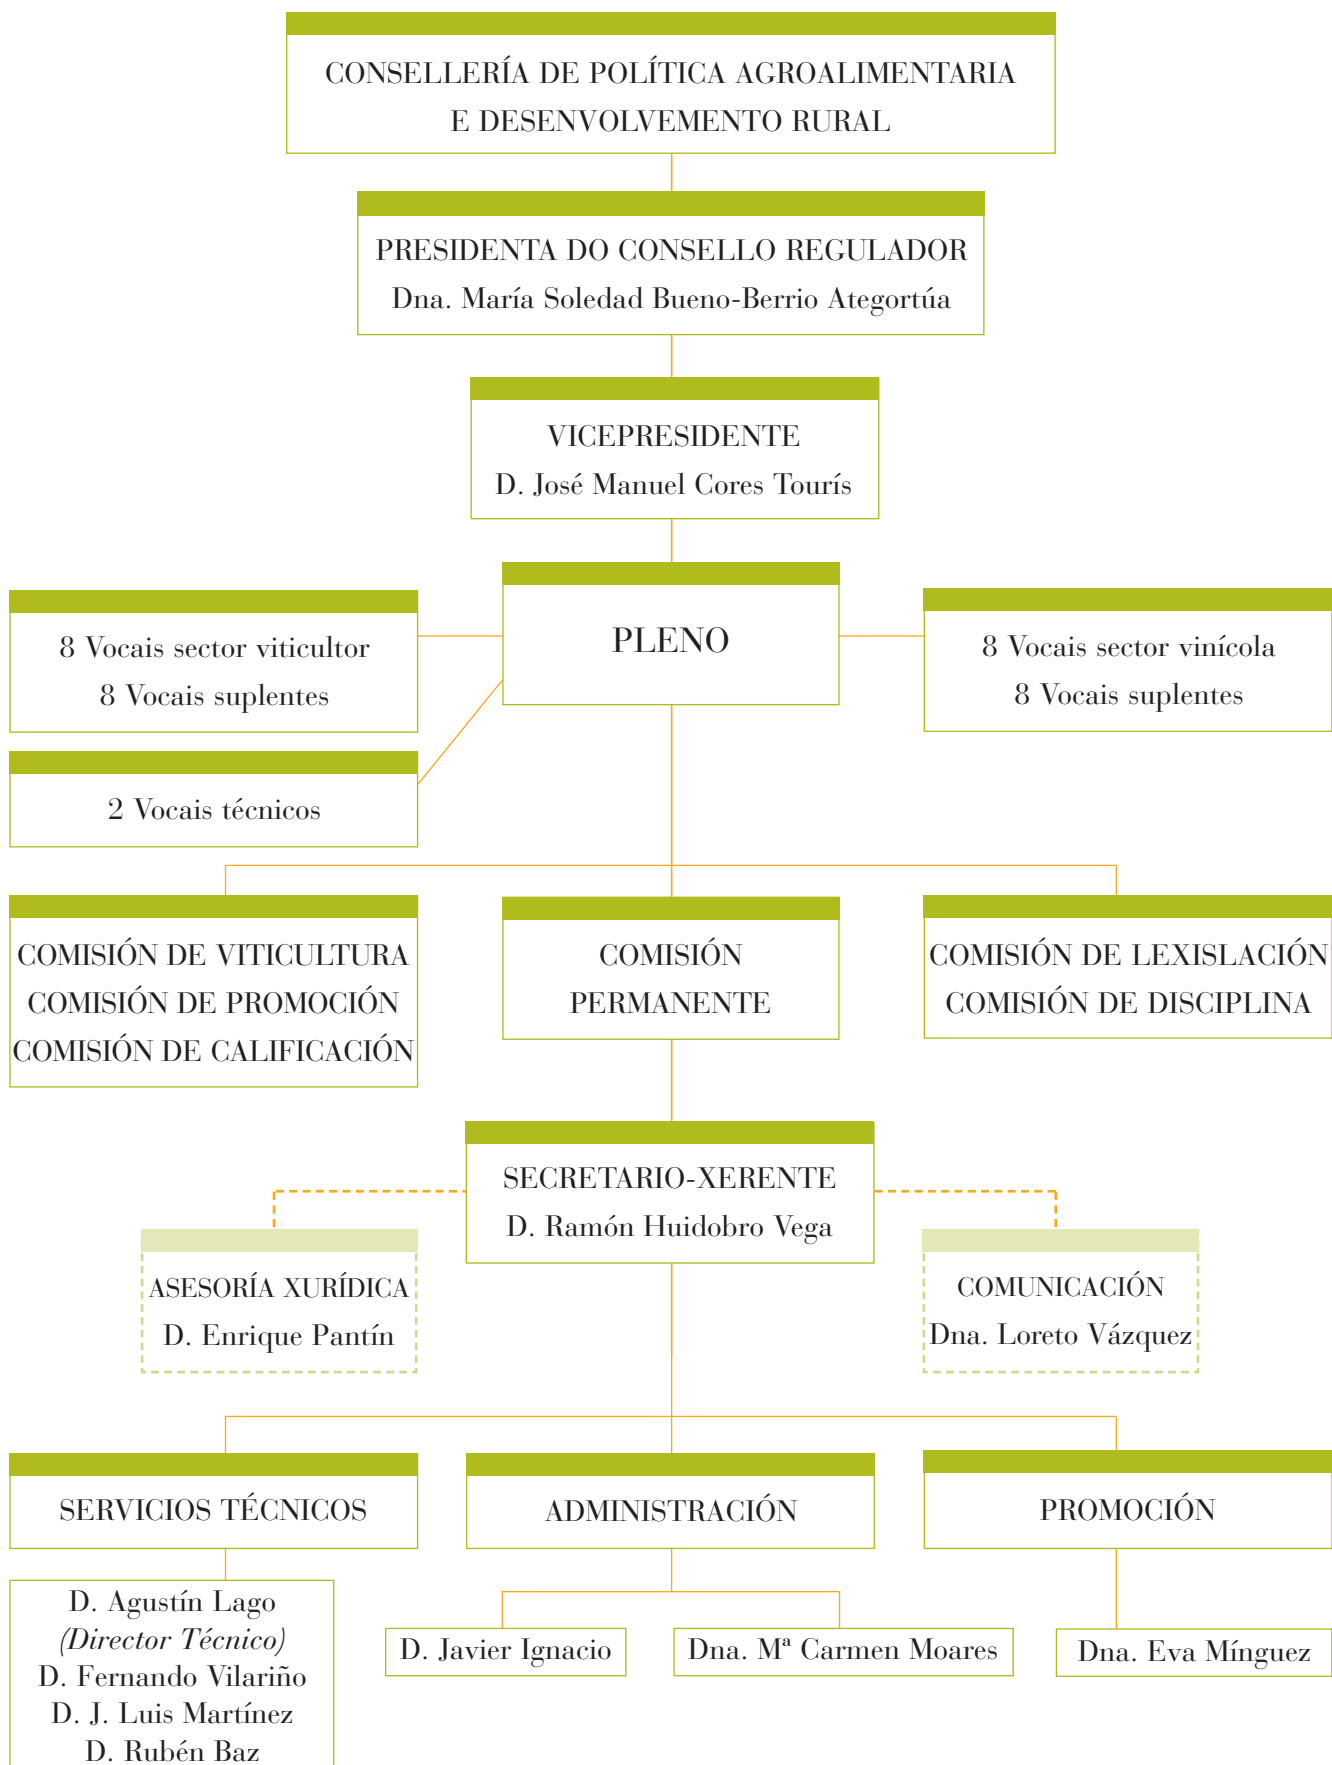 CONSELLERÍA DE POLÍTICA AGROALIMENTARIA
E DESENVOLVEMENTO RURAL
PRESIDENTA DO CONSELLO REGULADOR
Dna. María Soledad Bueno-Berrio Ategortúa
VICEPRESIDENTE
D. José Manuel Cores Tourís
PLENO
8 Vocais sector viticultor
8 Vocais suplentes
8 Vocais sector vinícola
8 Vocais suplentes
2 Vocais técnicos
COMISIÓN DE VITICULTURA
COMISIÓN DE PROMOCIÓN
COMISIÓN DE CALIFICACIÓN
COMISIÓN
PERMANENTE
COMISIÓN DE LEXISLACIÓN
COMISIÓN DE DISCIPLINA
SECRETARIO-XERENTE
D. Ramón Huidobro Vega
ASESORÍA XURÍDICA
D. Enrique Pantín
COMUNICACIÓN
Dna. Loreto Vázquez
SERVICIOS TÉCNICOS
ADMINISTRACIÓN
PROMOCIÓN
D. Agustín Lago
(Director Técnico)
D. Fernando Vilariño
D. J. Luis Martínez
D. Rubén Baz
D. Javier Ignacio
Dna. Mª Carmen Moares
Dna. Eva Mínguez